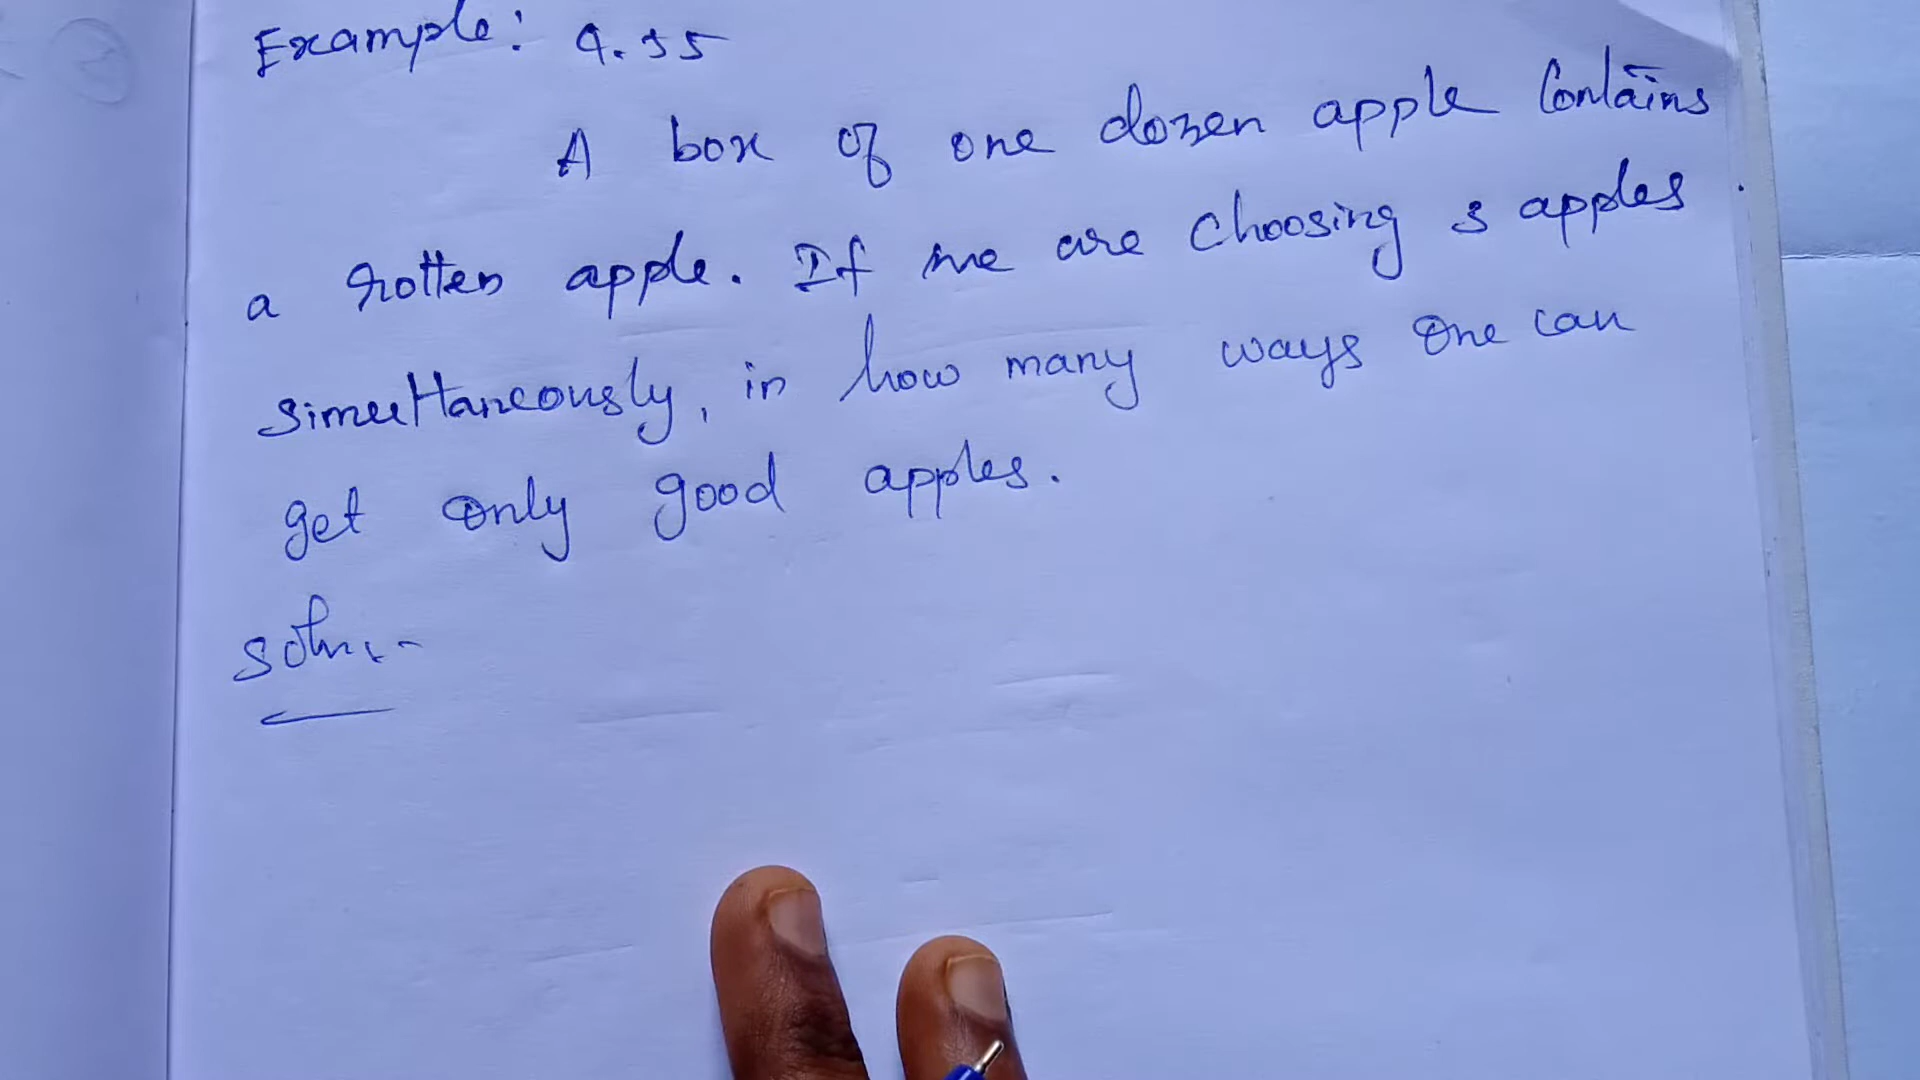 Example: 4.55
A box of one dozen apple contains
a rotten apple. If we are choosing 3 apples
simultaneously, in how many ways one can
get only good apples.
soln:-